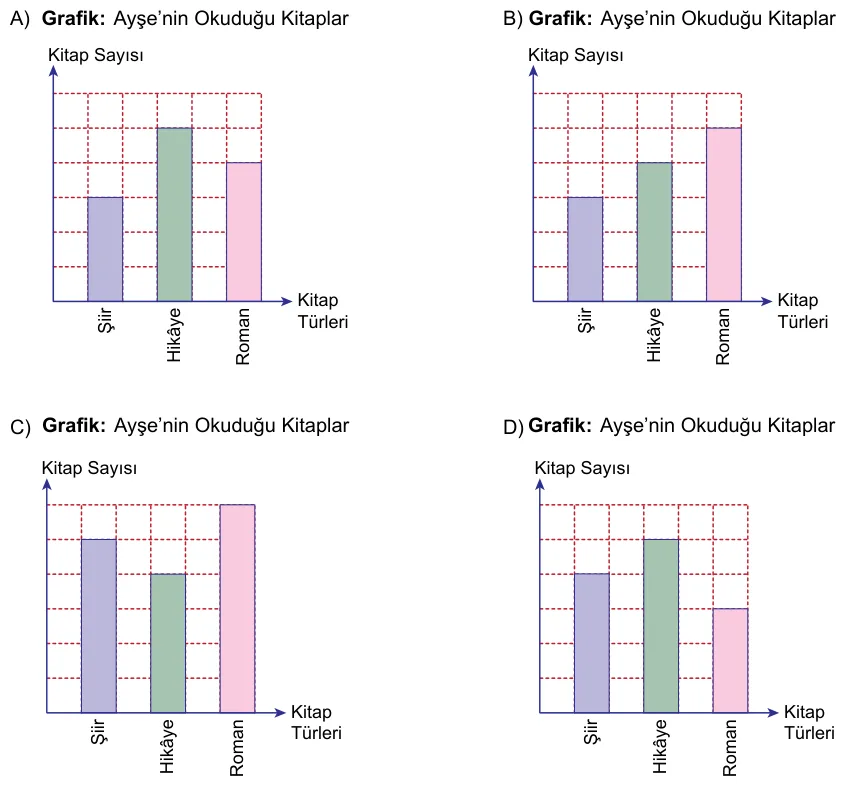 A) Grafik: Ayşe’nin Okuduğu Kitaplar
Kitap Sayısı
Kitap
Türleri
Şiir
Hikâye
Roman
B) Grafik: Ayşe’nin Okuduğu Kitaplar
Kitap Sayısı
Kitap
Türleri
Şiir
Hikâye
Roman
C) Grafik: Ayşe’nin Okuduğu Kitaplar
Kitap Sayısı
Kitap
Türleri
Şiir
Hikâye
Roman
D) Grafik: Ayşe’nin Okuduğu Kitaplar
Kitap Sayısı
Kitap
Türleri
Şiir
Hikâye
Roman